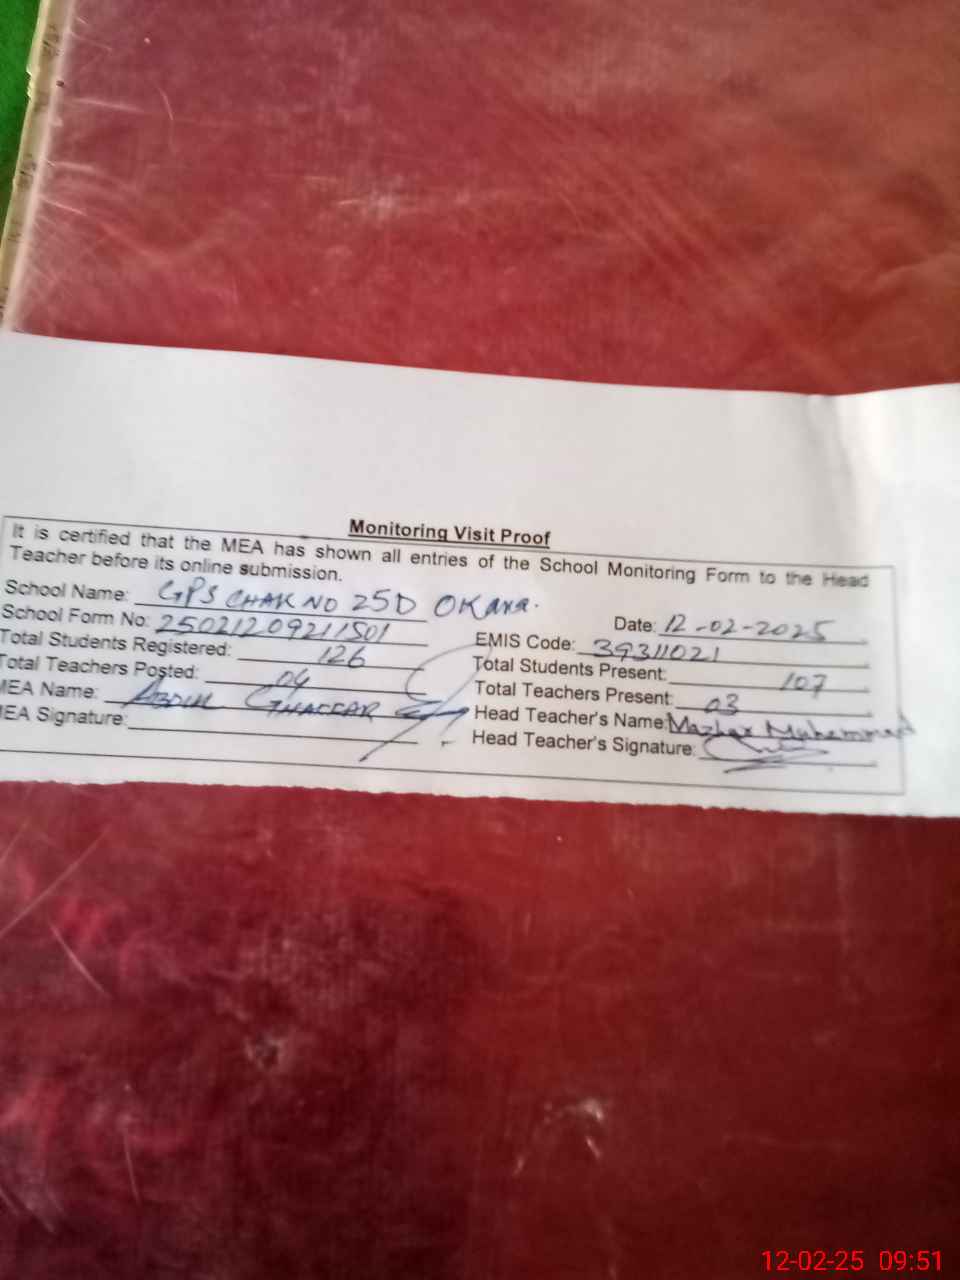 Monitoring Visit Proof
It is certified that the MEA has shown all entries of the School Monitoring Form to the Head
Teacher before its online submission.
School Name: GPS CHAK NO 25D OKara.
Date: 12-02-2025
School Form No: 25021209211501
EMIS Code: 39311021
Total Students Registered: 126
Total Students Present: 107
Total Teachers Posted: 04
Total Teachers Present: 03
MEA Name: ABDUL GHAFFAR
Head Teacher's Name: Mazhar Muhammad
MEA Signature:
Head Teacher's Signature:
12-02-25 09:51